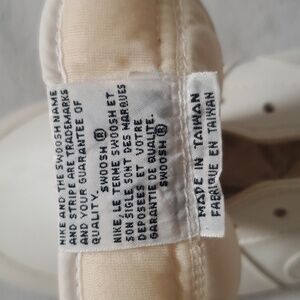 NIKE AND THE SWOOSH NAME
AND STRIPE ARE TRADEMARKS
AND YOUR GUARANTEE OF
QUALITY.
SWOOSH ®
NIKE, LE TERME SWOOSH ET
SON SIGLE SONT DES MARQUES
DEPOSÉES ET VOTRE
GARANTIE DE QUALITE.
SWOOSH ®
MADE IN TAIWAN
FABRIQUE EN TAIWAN